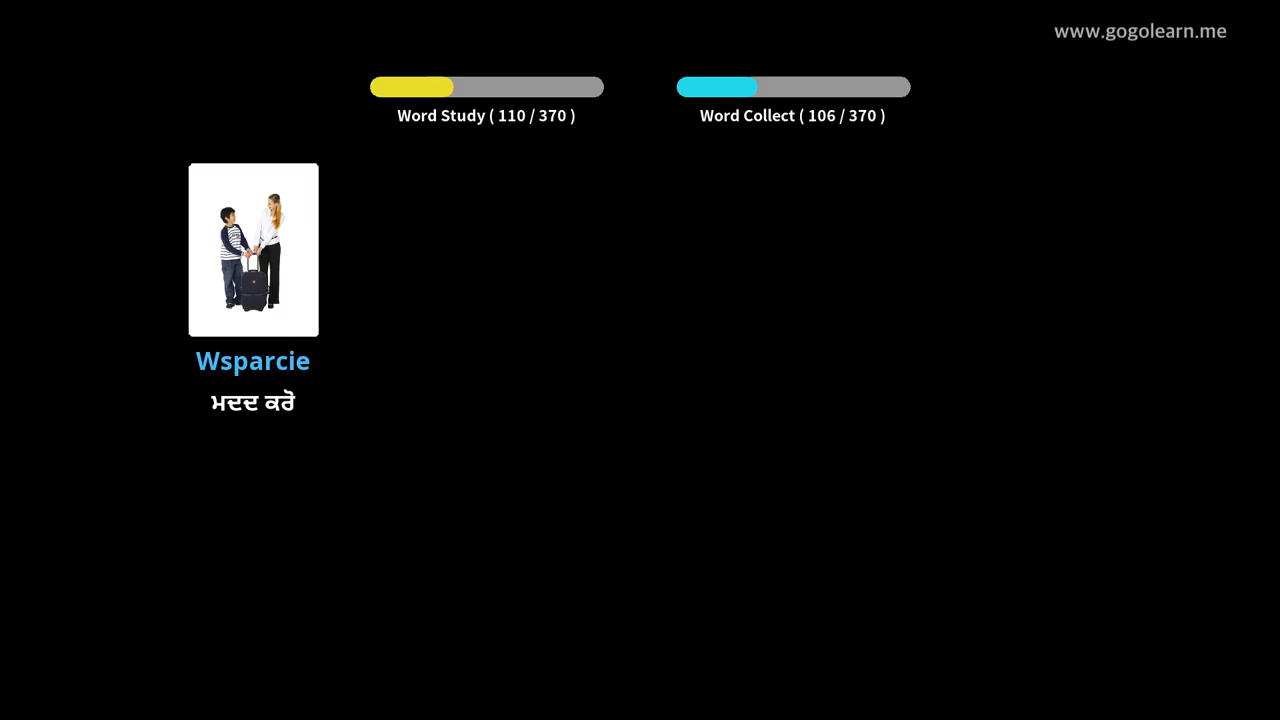 www.gogolearn.me
Word Study ( 110 / 370 )
Word Collect ( 106 / 370 )
Wsparcie
ਮਦਦ ਕਰੋ